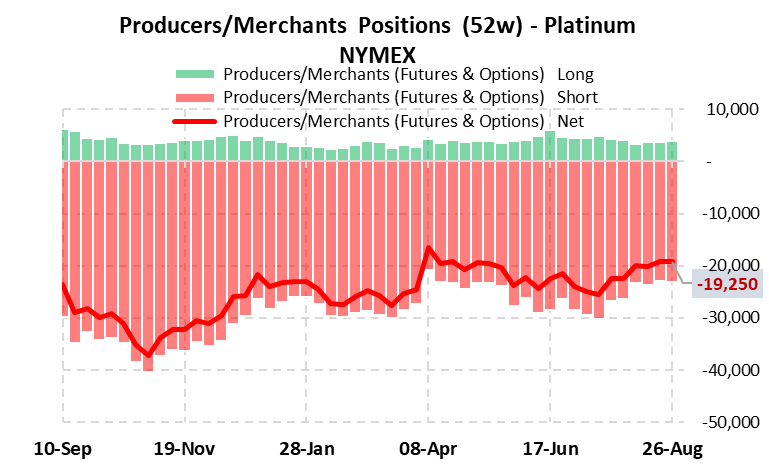 Producers/Merchants Positions (52w) - Platinum
NYMEX
Producers/Merchants (Futures & Options) Long
Producers/Merchants (Futures & Options) Short
Producers/Merchants (Futures & Options) Net
10,000
-
-10,000
-20,000
-19,250
-30,000
-40,000
-50,000
10-Sep 19-Nov 28-Jan 08-Apr 17-Jun 26-Aug